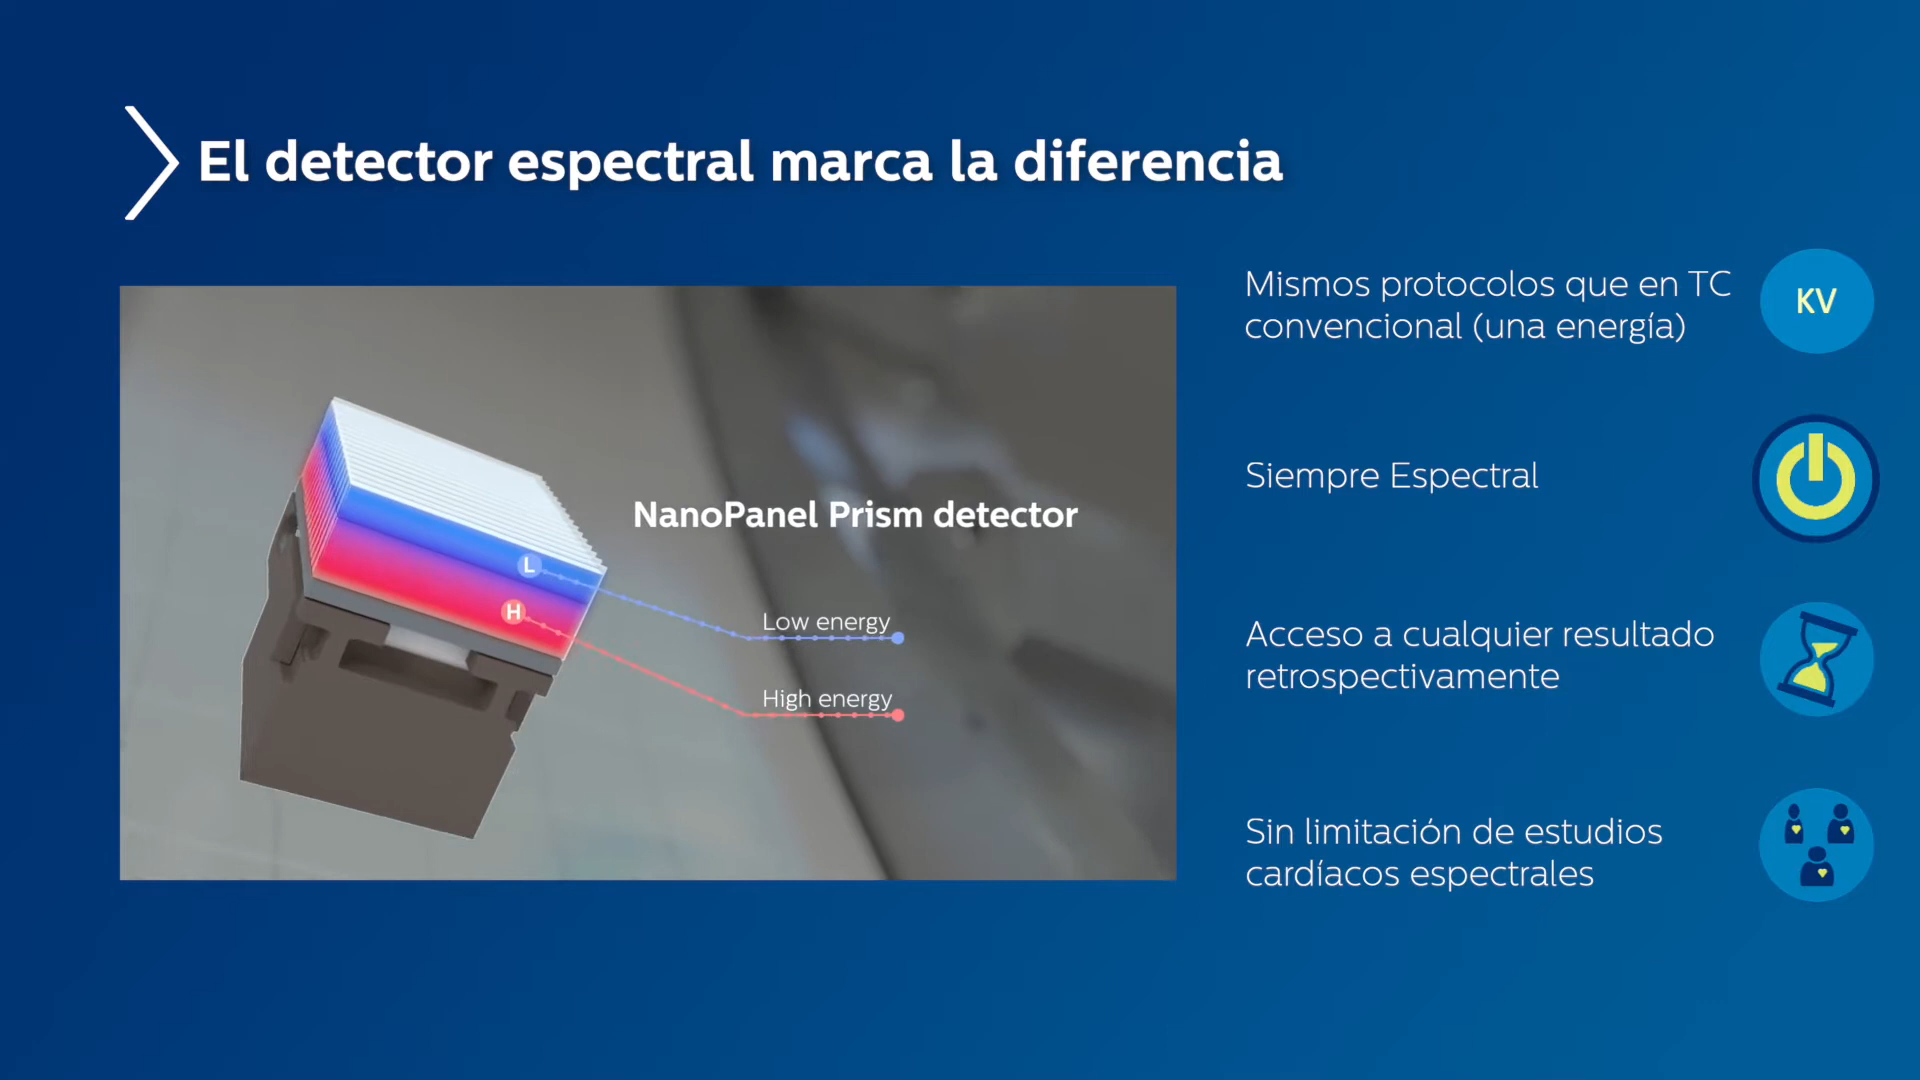 El detector espectral marca la diferencia
NanoPanel Prism detector
L
H
Low energy
High energy
Mismos protocolos que en TC
convencional (una energía)
KV
Siempre Espectral
Acceso a cualquier resultado
retrospectivamente
Sin limitación de estudios
cardíacos espectrales